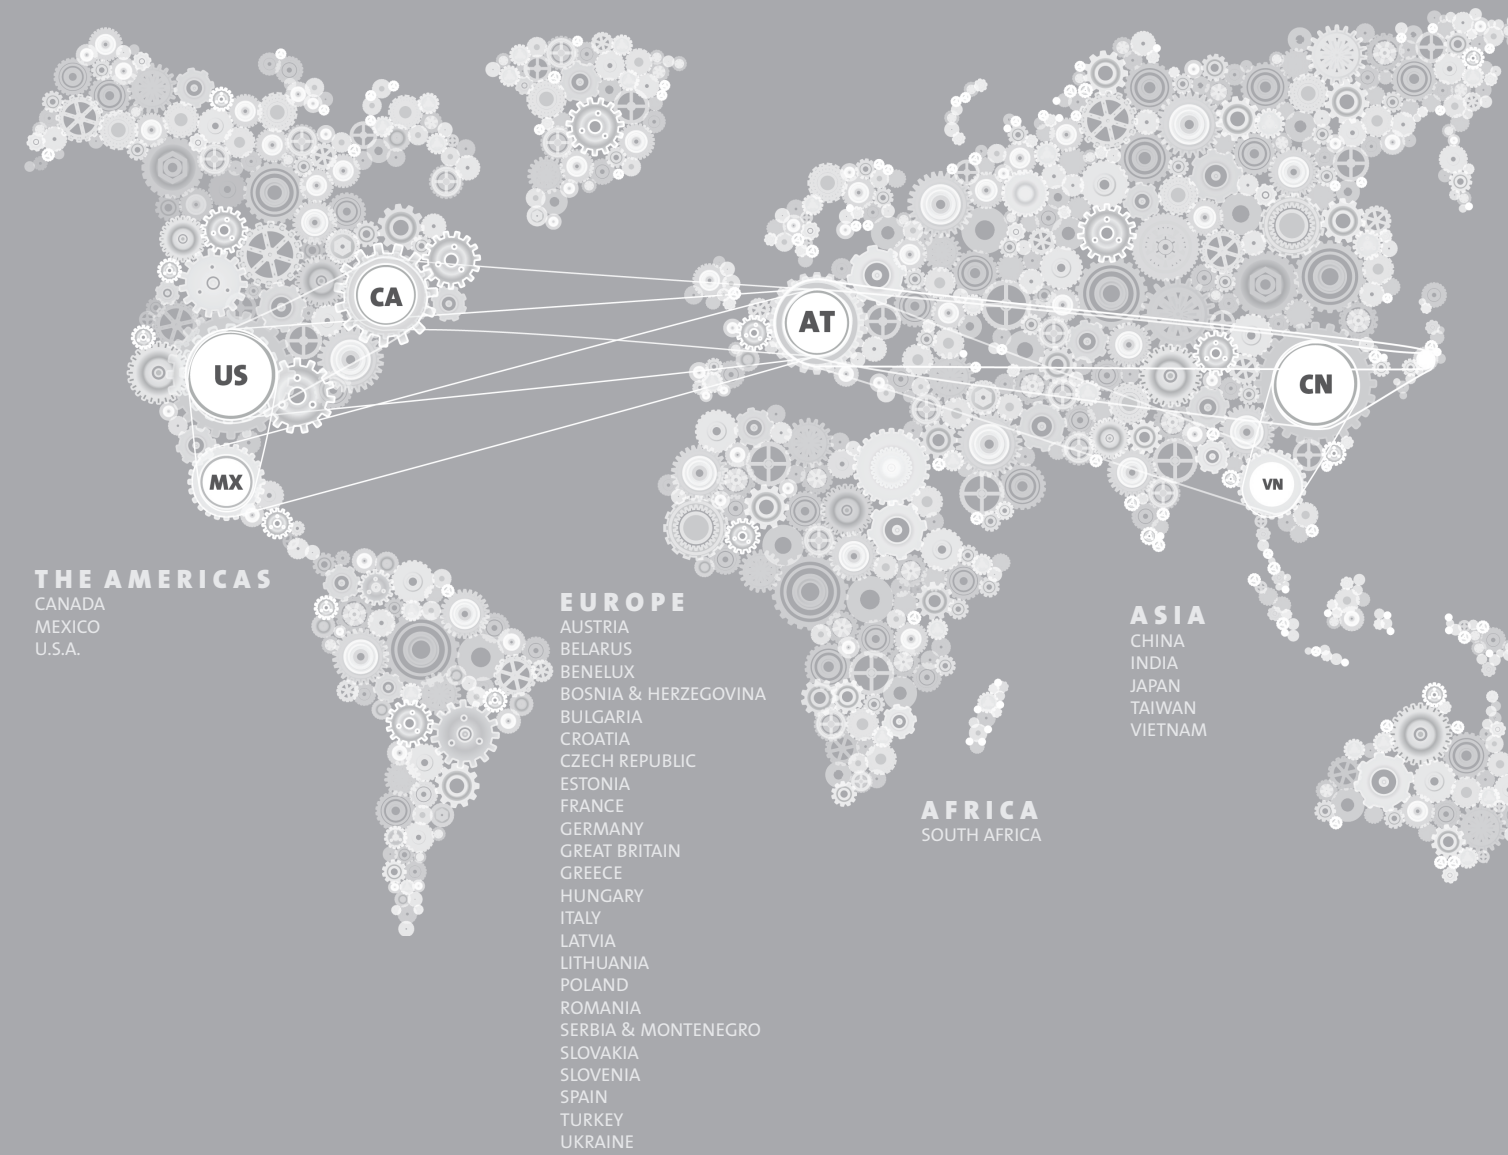 CA
AT
US
CN
MX
VN
THE AMERICAS
CANADA
MEXICO
U.S.A.
EUROPE
AUSTRIA
BELARUS
BENELUX
BOSNIA & HERZEGOVINA
BULGARIA
CROATIA
CZECH REPUBLIC
ESTONIA
FRANCE
GERMANY
GREAT BRITAIN
GREECE
HUNGARY
ITALY
LATVIA
LITHUANIA
POLAND
ROMANIA
SERBIA & MONTENEGRO
SLOVAKIA
SLOVENIA
SPAIN
TURKEY
UKRAINE
AFRICA
SOUTH AFRICA
ASIA
CHINA
INDIA
JAPAN
TAIWAN
VIETNAM